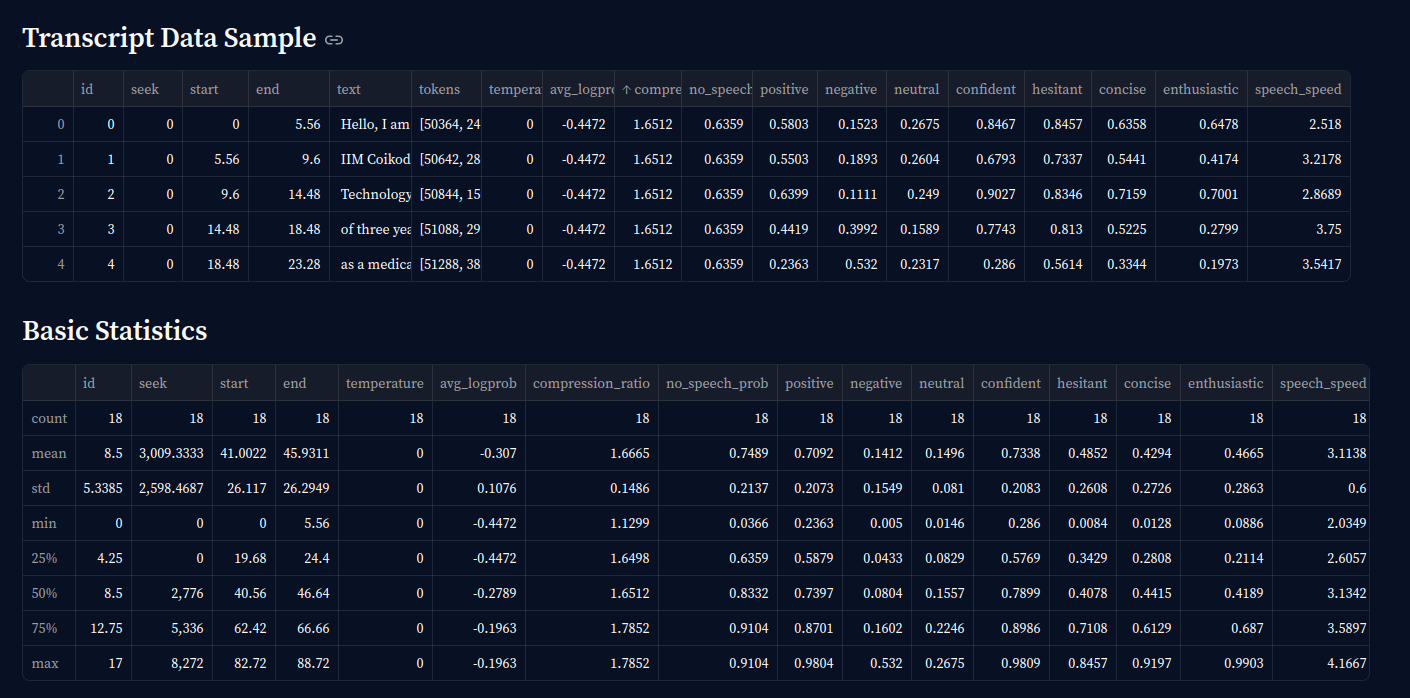 Transcript Data Sample
id seek start end text tokens tempera avg_logpro ↑ compre no_speech positive negative neutral confident hesitant concise enthusiastic speech_speed
0 0 0 0 5.56 Hello, I am [50364, 24 0 -0.4472 1.6512 0.6359 0.5803 0.1523 0.2675 0.8467 0.8457 0.6358 0.6478 2.518
1 1 0 5.56 9.6 IIM Coikod [50642, 28 0 -0.4472 1.6512 0.6359 0.5503 0.1893 0.2604 0.6793 0.7337 0.5441 0.4174 3.2178
2 2 0 9.6 14.48 Technology [50844, 15 0 -0.4472 1.6512 0.6359 0.6399 0.1111 0.249 0.9027 0.8346 0.7159 0.7001 2.8689
3 3 0 14.48 18.48 of three yea [51088, 29 0 -0.4472 1.6512 0.6359 0.4419 0.3992 0.1589 0.7743 0.813 0.5225 0.2799 3.75
4 4 0 18.48 23.28 as a medica [51288, 38 0 -0.4472 1.6512 0.6359 0.2363 0.532 0.2317 0.286 0.5614 0.3344 0.1973 3.5417
Basic Statistics
id seek start end temperature avg_logprob compression_ratio no_speech_prob positive negative neutral confident hesitant concise enthusiastic speech_speed
count 18 18 18 18 18 18 18 18 18 18 18 18 18 18 18 18
mean 8.5 3,009.3333 41.0022 45.9311 0 -0.307 1.6665 0.7489 0.7092 0.1412 0.1496 0.7338 0.4852 0.4294 0.4665 3.1138
std 5.3385 2,598.4687 26.117 26.2949 0 0.1076 0.1486 0.2137 0.2073 0.1549 0.081 0.2083 0.2608 0.2726 0.2863 0.6
min 0 0 0 5.56 0 -0.4472 1.1299 0.0366 0.2363 0.005 0.0146 0.286 0.0084 0.0128 0.0886 2.0349
25% 4.25 0 19.68 24.4 0 -0.4472 1.6498 0.6359 0.5879 0.0433 0.0829 0.5769 0.3429 0.2808 0.2114 2.6057
50% 8.5 2,776 40.56 46.64 0 -0.2789 1.6512 0.8332 0.7397 0.0804 0.1557 0.7899 0.4078 0.4415 0.4189 3.1342
75% 12.75 5,336 62.42 66.66 0 -0.1963 1.7852 0.9104 0.8701 0.1602 0.2246 0.8986 0.7108 0.6129 0.687 3.5897
max 17 8,272 82.72 88.72 0 -0.1963 1.7852 0.9104 0.9804 0.532 0.2675 0.9809 0.8457 0.9197 0.9903 4.1667